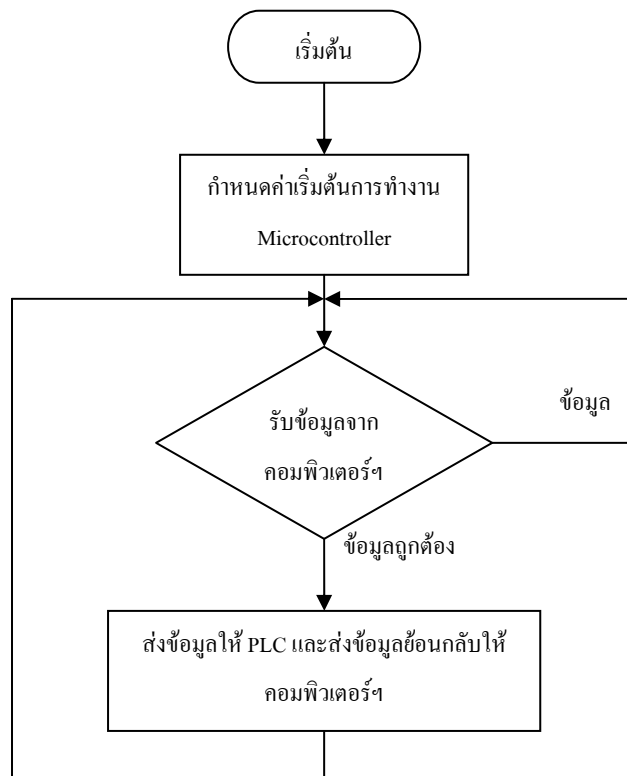 เริ่มต้น
กำหนดค่าเริ่มต้นการทำงาน
Microcontroller
รับข้อมูลจาก
คอมพิวเตอร์ฯ
ข้อมูล
ข้อมูลถูกต้อง
ส่งข้อมูลให้ PLC และส่งข้อมูลย้อนกลับให้
คอมพิวเตอร์ฯ